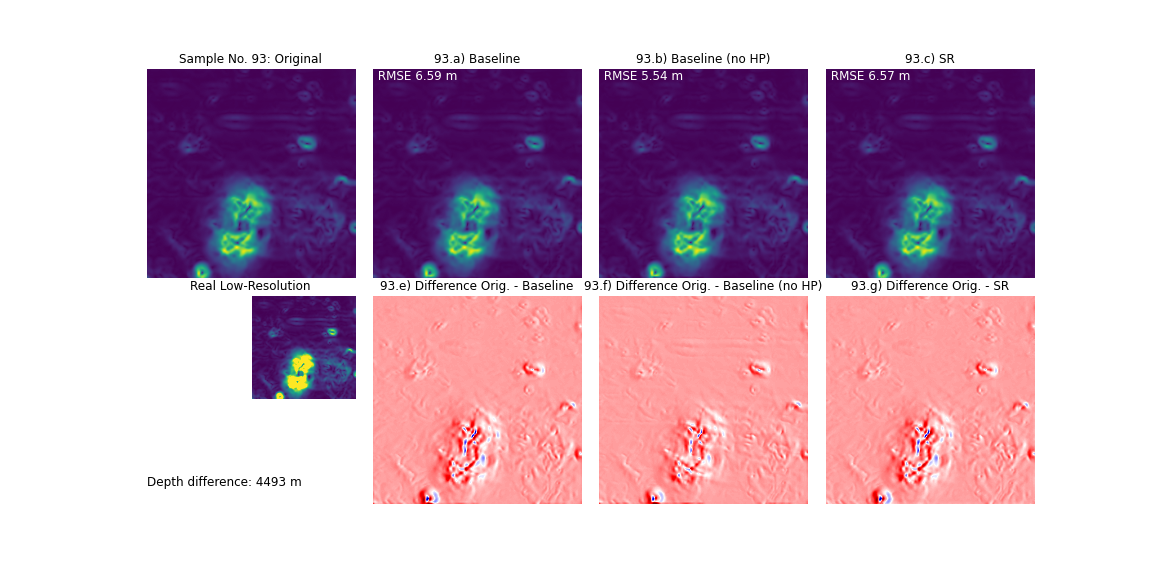 Sample No. 93: Original
93.a) Baseline
93.b) Baseline (no HP)
93.c) SR
RMSE 6.59 m
RMSE 5.54 m
RMSE 6.57 m
Real Low-Resolution
93.e) Difference Orig. - Baseline
93.f) Difference Orig. - Baseline (no HP)
93.g) Difference Orig. - SR
Depth difference: 4493 m